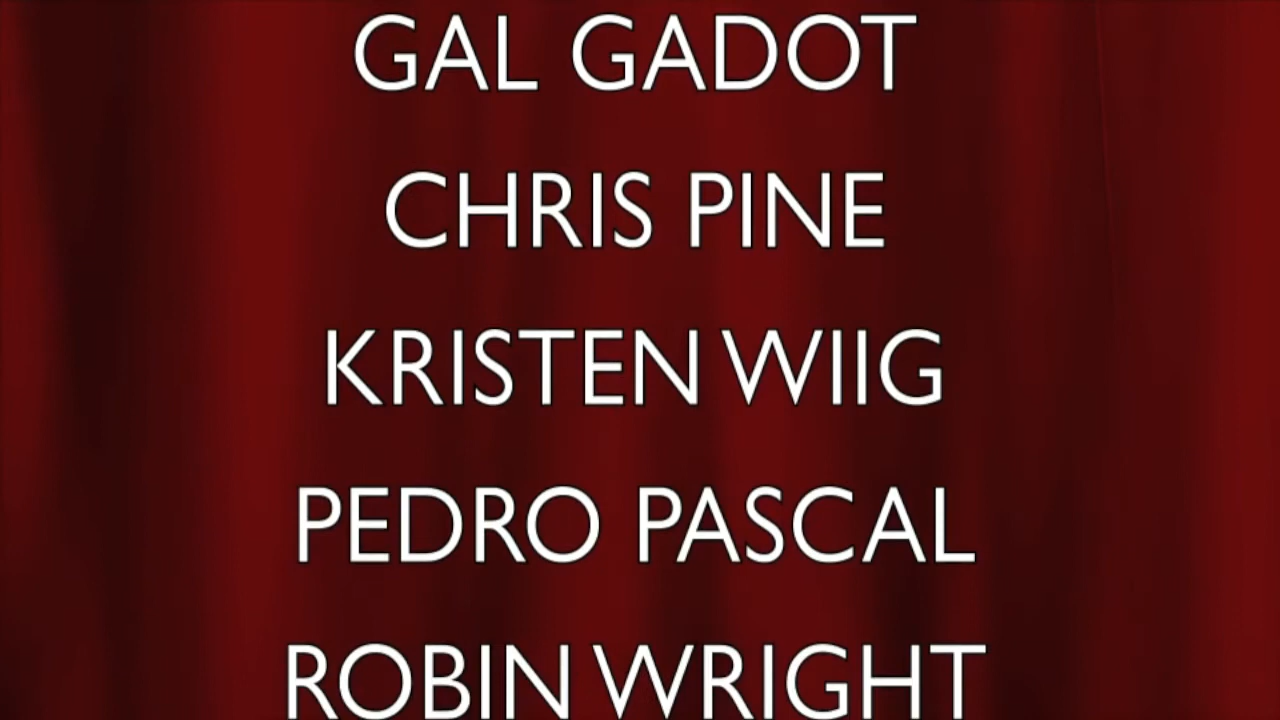 GAL GADOT
CHRIS PINE
KRISTEN WIIG
PEDRO PASCAL
ROBIN WRIGHT